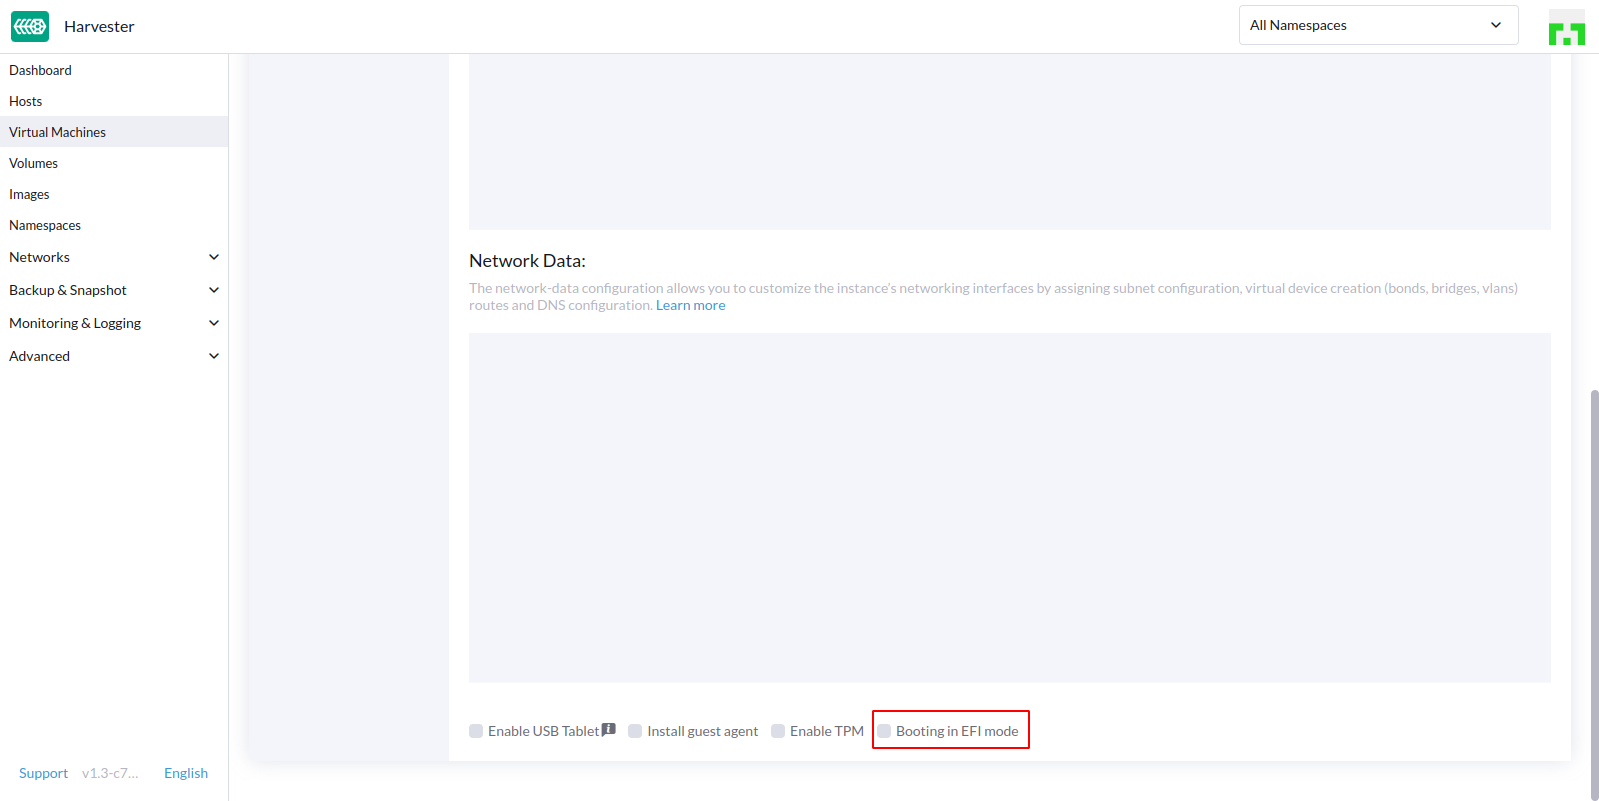 Harvester
All Namespaces
Dashboard
Hosts
Virtual Machines
Volumes
Images
Namespaces
Networks
Backup & Snapshot
Monitoring & Logging
Advanced
Network Data:
The network-data configuration allows you to customize the instance's networking interfaces by assigning subnet configuration, virtual device creation (bonds, bridges, vlans)
routes and DNS configuration. Learn more
Enable USB Tablet Install guest agent Enable TPM Booting in EFI mode
Support v1.3-c7... English